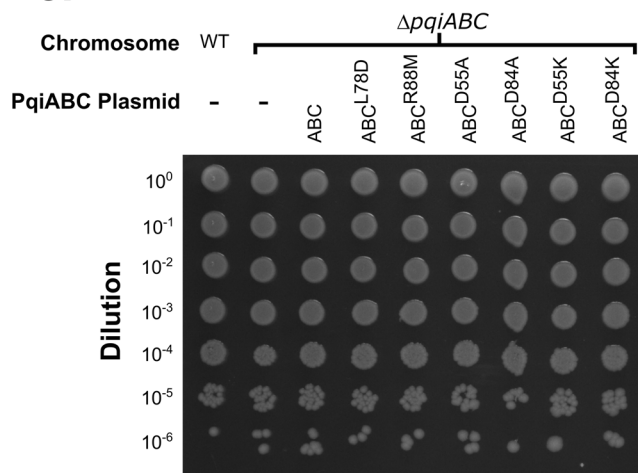 ΔpqiABC
Chromosome WT
PqiABC Plasmid - - ABC ABC^L78D ABC^R88M ABC^D55A ABC^D84A ABC^D55K ABC^D84K
Dilution
10^0
10^-1
10^-2
10^-3
10^-4
10^-5
10^-6